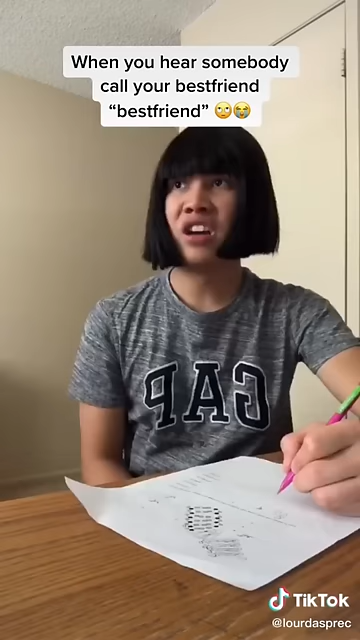 When you hear somebody
call your bestfriend
“bestfriend” 🙄😭
GAP
TikTok
@lourdasprec